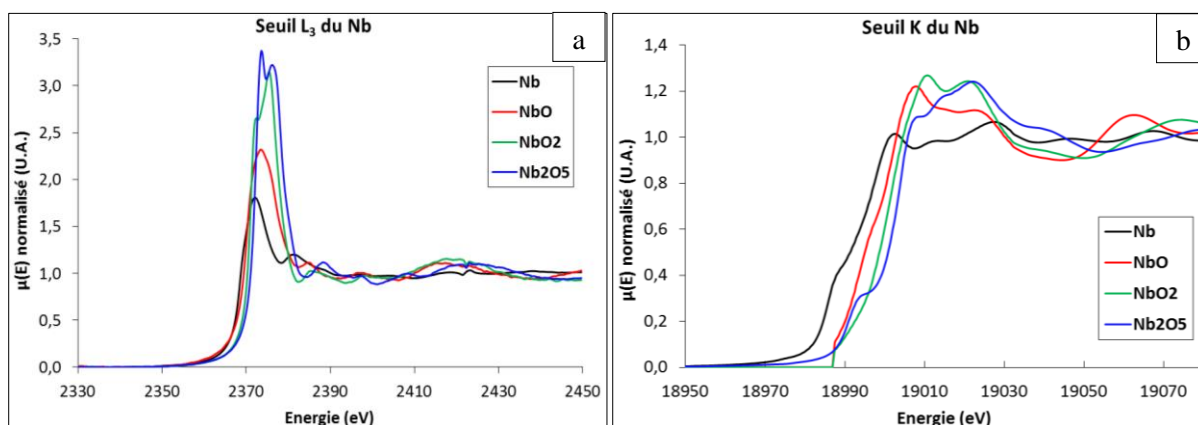 Seuil L₃ du Nb
a
3,5
3,0
2,5
2,0
1,5
1,0
0,5
0,0
µ(E) normalisé (U.A.)
Nb
NbO
NbO2
Nb2O5
2330 2350 2370 2390 2410 2430 2450
Energie (eV)
Seuil K du Nb
b
1,4
1,2
1,0
0,8
0,6
0,4
0,2
0,0
µ(E) normalisé (U.A.)
Nb
NbO
NbO2
Nb2O5
18950 18970 18990 19010 19030 19050 19070
Energie (eV)